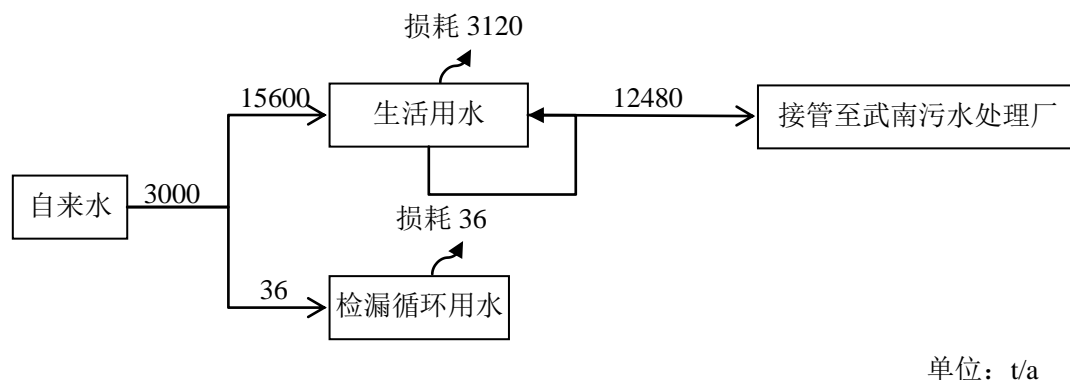 损耗 3120
15600
生活用水
12480
接管至武南污水处理厂
自来水
3000
损耗 36
36
检漏循环用水
单位：t/a